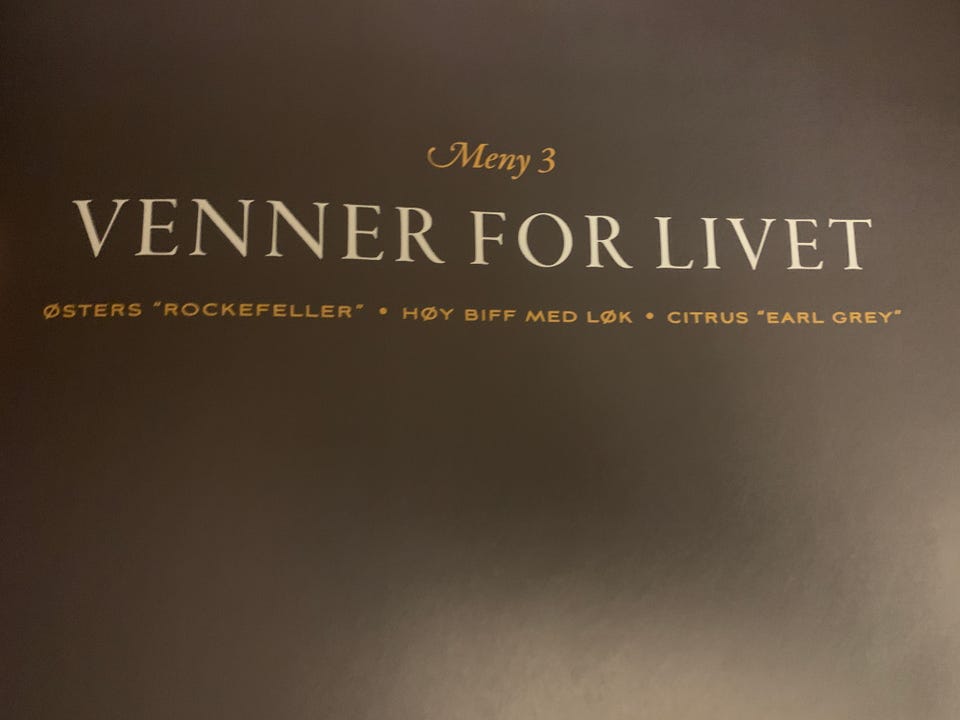 Meny 3
VENNER FOR LIVET
ØSTERS "ROCKEFELLER" • HØY BIFF MED LØK • CITRUS "EARL GREY"